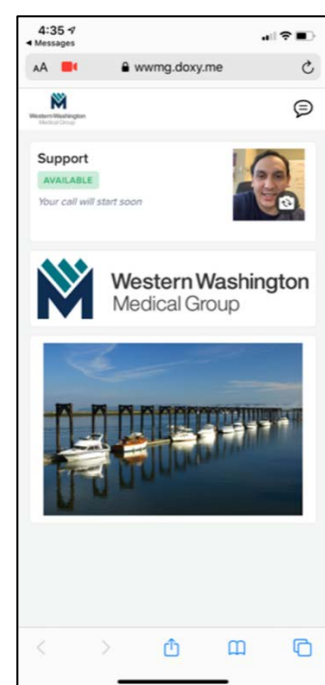 4:35
Messages
AA
wwmg.doxy.me
Western Washington
Medical Group
Support
AVAILABLE
Your call will start soon
Western Washington
Medical Group